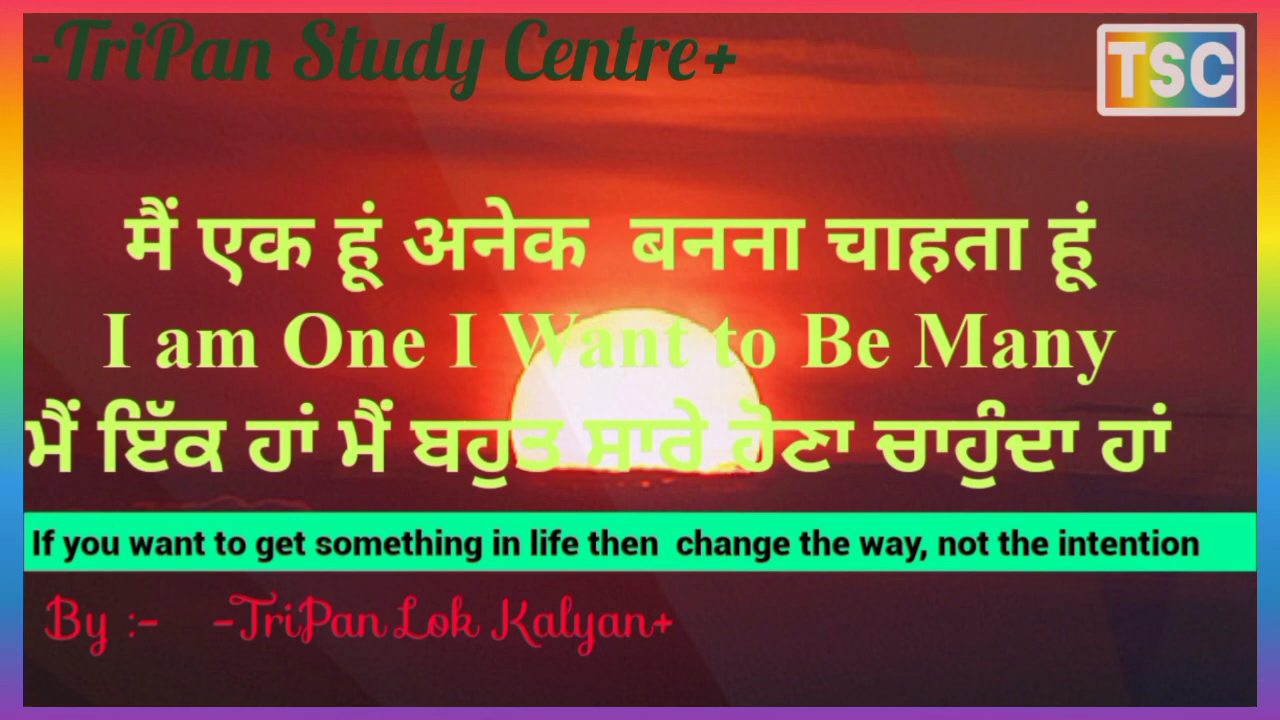 -TriPan Study Centre+
TSC
मैं एक हूं अनेक  बनना चाहता हूं
I am One I Want to Be Many
ਮੈਂ ਇੱਕ ਹਾਂ ਮੈਂ ਬਹੁਤ ਸਾਰੇ ਹੋਣਾ ਚਾਹੁੰਦਾ ਹਾਂ
If you want to get something in life then  change the way, not the intention
By :-    -TriPan Lok Kalyan+